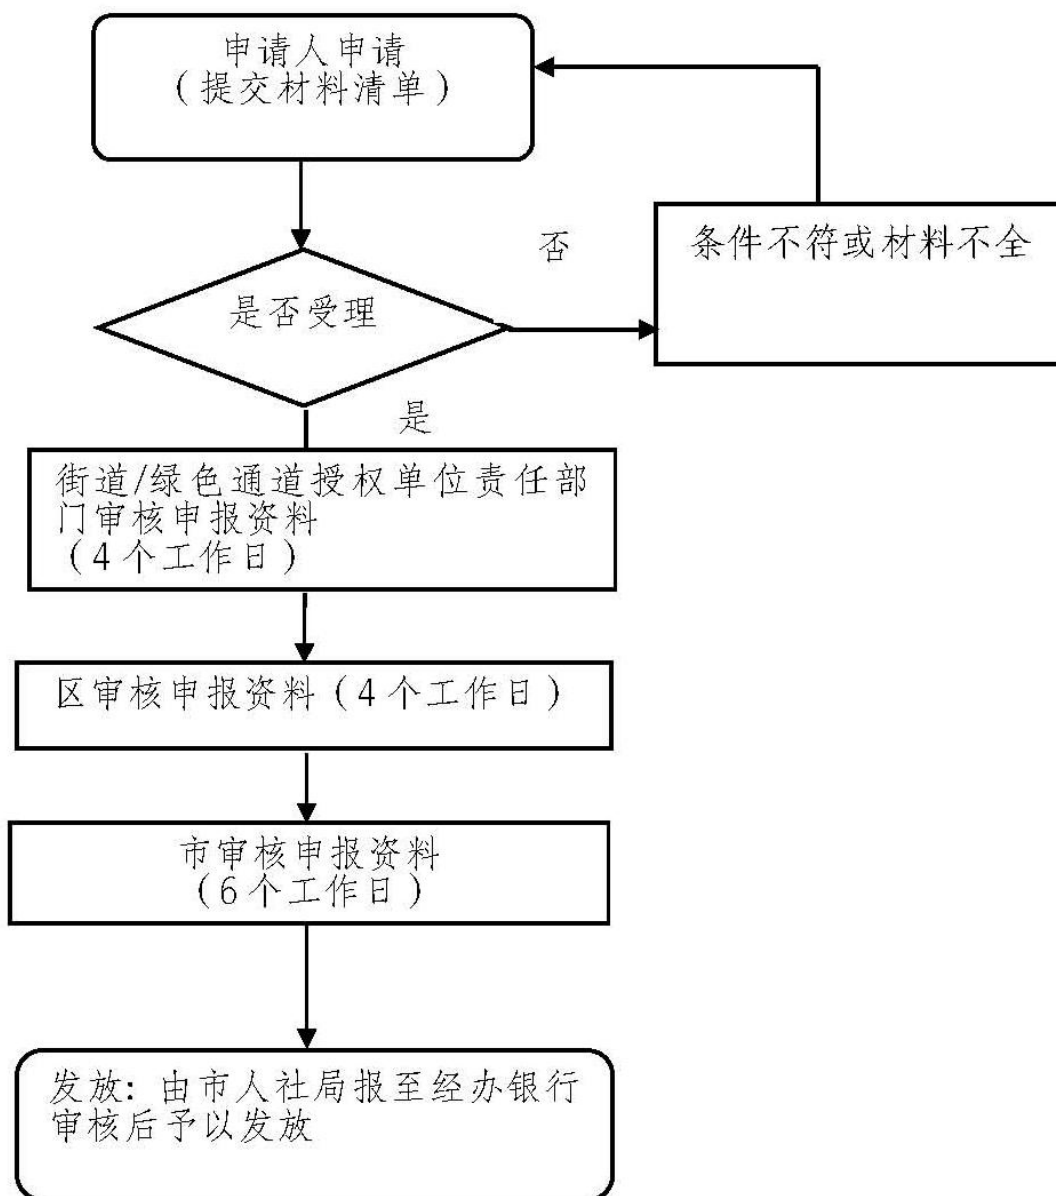 申请人申请
（提交材料清单）
否
条件不符或材料不全
是否受理
是
街道/绿色通道授权单位责任部
门审核申报资料
（4个工作日）
区审核申报资料（4个工作日）
市审核申报资料
（6个工作日）
发放：由市人社局报至经办银行
审核后予以发放